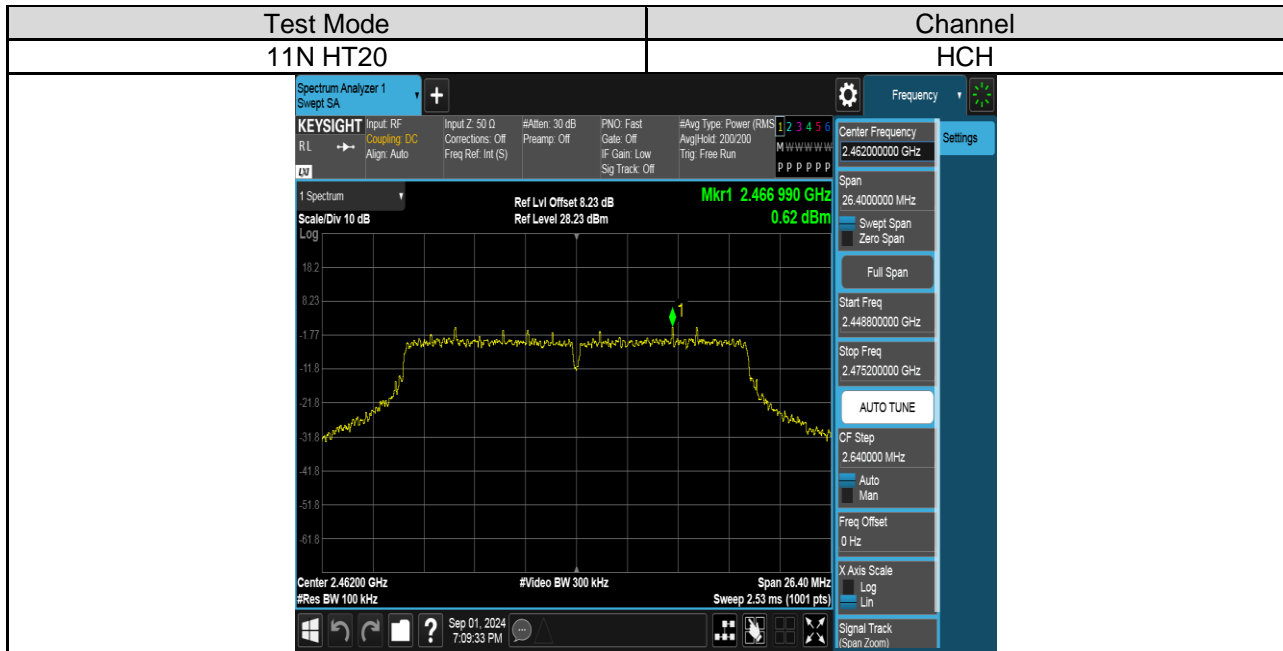 Test Mode Channel
11N HT20 HCH
Spectrum Analyzer 1
Swept SA
+
Frequency
KEYSIGHT
RL
LXI
Input: RF
Coupling: DC
Align: Auto
Input Z: 50 Ω
Corrections: Off
Freq Ref: Int (S)
#Atten: 30 dB
Preamp: Off
PNO: Fast
Gate: Off
IF Gain: Low
Sig Track: Off
#Avg Type: Power (RMS
Avg|Hold: 200/200
Trig: Free Run
1 2 3 4 5 6
M W W W W W
P P P P P P
Center Frequency
2.462000000 GHz
Settings
Span
26.4000000 MHz
Swept Span
Zero Span
Full Span
Start Freq
2.448800000 GHz
Stop Freq
2.475200000 GHz
AUTO TUNE
CF Step
2.640000 MHz
Auto
Man
Freq Offset
0 Hz
X Axis Scale
Log
Lin
Signal Track
(Span Zoom)
1 Spectrum
Scale/Div 10 dB
Ref Lvl Offset 8.23 dB
Ref Level 28.23 dBm
Mkr1 2.466 990 GHz
0.62 dBm
Log
18.2
8.23
-1.77
-11.8
-21.8
-31.8
-41.8
-51.8
-61.8
1
Center 2.46200 GHz
#Res BW 100 kHz
#Video BW 300 kHz
Span 26.40 MHz
Sweep 2.53 ms (1001 pts)
?
Sep 01, 2024
7:09:33 PM